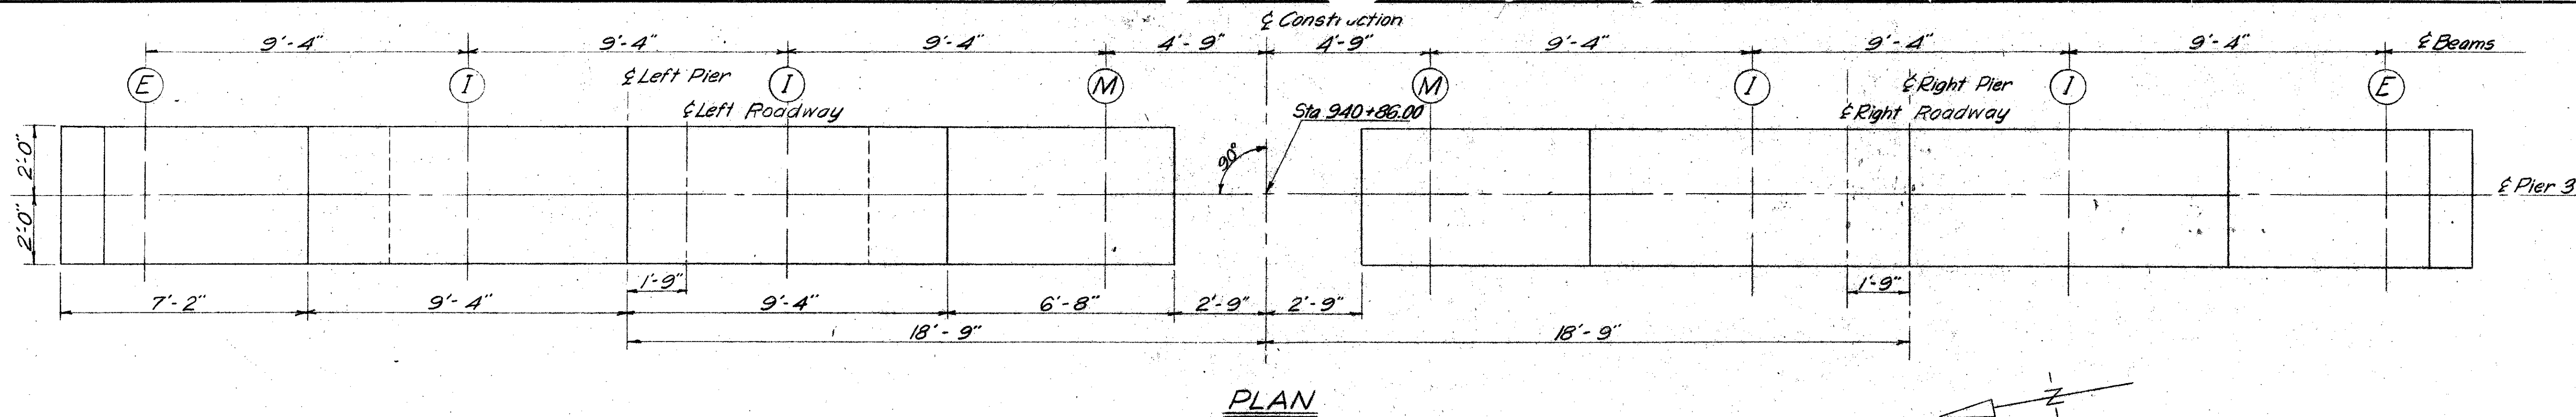 ℄ Construction
9'-4" 9'-4" 9'-4" 4'-9" 4'-9" 9'-4" 9'-4" 9'-4" ℄ Beams
E I ℄ Left Pier I M M I ℄ Right Pier I E
℄ Left Roadway Sta 940+86.00 ℄ Right Roadway
2'-0" 90°
℄ Pier 3
2'-0"
1'-9" 1'-9"
7'-2" 9'-4" 9'-4" 6'-8" 2'-9" 2'-9"
18'-9" 18'-9"
PLAN
N